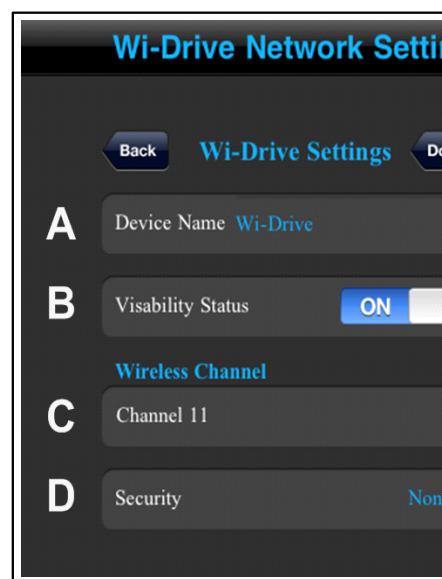 Wi-Drive Network Settin
Back Wi-Drive Settings Do
A Device Name Wi-Drive
B Visability Status ON
Wireless Channel
C Channel 11
D Security Non